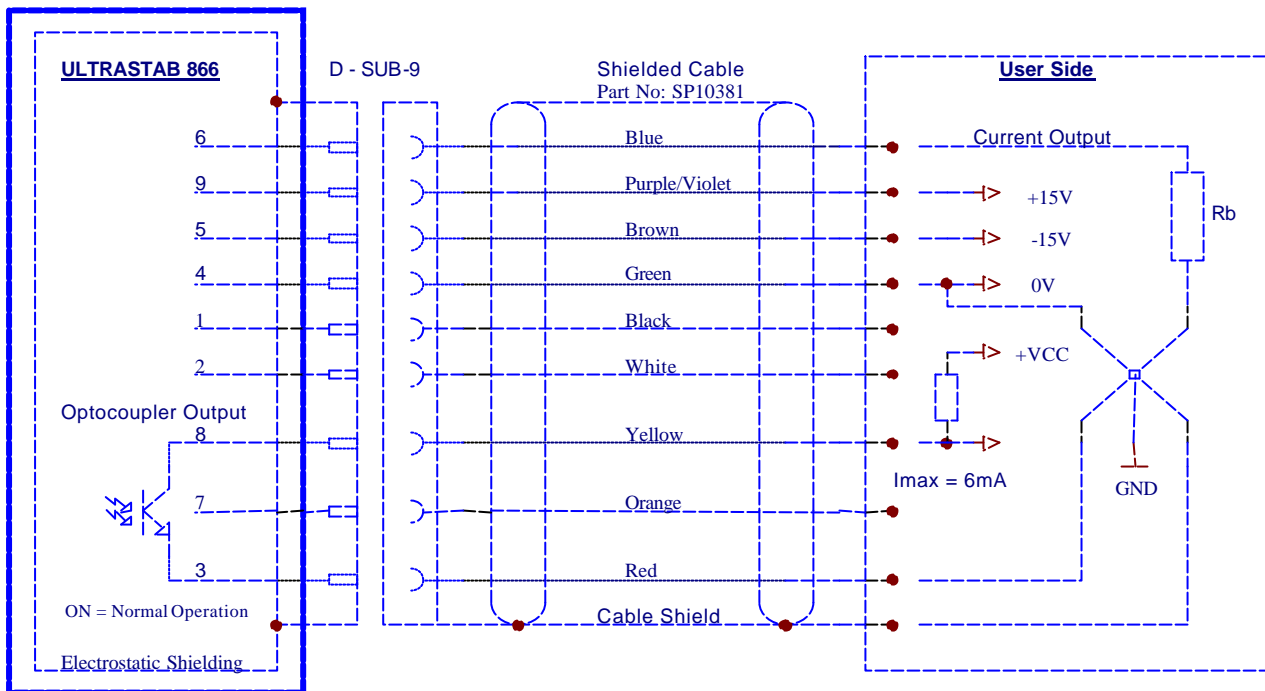 ULTRASTAB 866
D - SUB-9
Shielded Cable
Part No: SP10381
User Side
6
Blue
Current Output
9
Purple/Violet
+15V
Rb
5
Brown
-15V
4
Green
0V
1
Black
+VCC
2
White
Optocoupler Output
8
Yellow
Imax = 6mA
GND
7
Orange
3
Red
ON = Normal Operation
Cable Shield
Electrostatic Shielding